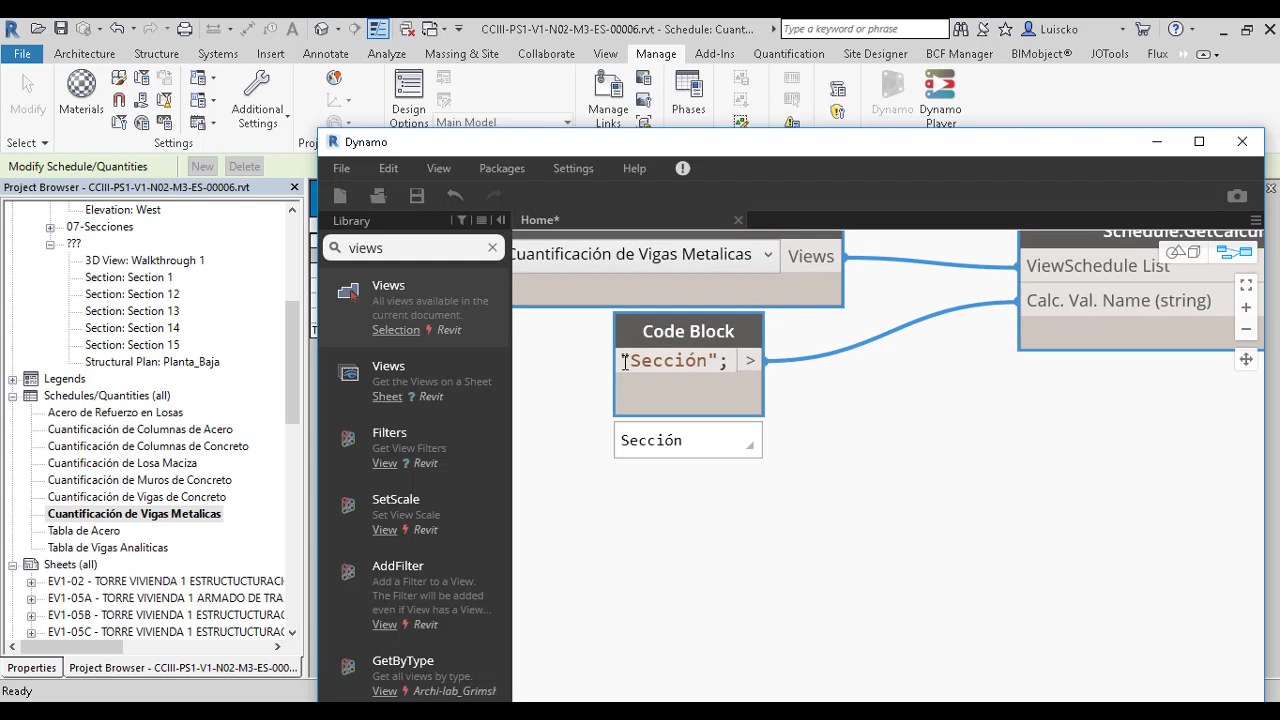 CCIII-PS1-V1-N02-M3-ES-00006.rvt - Schedule: Cuant...
Type a keyword or phrase
Luiscko
File Architecture Structure Systems Insert Annotate Analyze Massing & Site Collaborate View Manage Add-Ins Quantification Site Designer BCF Manager BIMobject® JOTools Flux
Modify
Materials
Additional
Settings
Design
Options
Main Model
Manage
Links
Phases
Dynamo
Dynamo
Player
Select
Settings
Modify Schedule/Quantities
New
Delete
Project Browser - CCIII-PS1-V1-N02-M3-ES-00006.rvt
Elevation: West
07-Secciones
???
3D View: Walkthrough 1
Section: Section 1
Section: Section 12
Section: Section 13
Section: Section 14
Section: Section 15
Structural Plan: Planta_Baja
Legends
Schedules/Quantities (all)
Acero de Refuerzo en Losas
Cuantificación de Columnas de Acero
Cuantificación de Columnas de Concreto
Cuantificación de Losa Maciza
Cuantificación de Muros de Concreto
Cuantificación de Vigas de Concreto
Cuantificación de Vigas Metalicas
Tabla de Acero
Tabla de Vigas Analiticas
Sheets (all)
EV1-02 - TORRE VIVIENDA 1 ESTRUCTUCTURACI
EV1-05A - TORRE VIVIENDA 1 ARMADO DE TRA
EV1-05B - TORRE VIVIENDA 1 ESTRUCTUCTURAC
EV1-05C - TORRE VIVIENDA 1 ESTRUCTUCTURAC
Properties
Project Browser - CCIII-PS1-V1-N02-M3-ES-000...
Ready
Dynamo
File Edit View Packages Settings Help
Library
Home*
views
Views
All views available in the
current document.
Selection Revit
Views
Get the Views on a Sheet
Sheet ? Revit
Filters
Get View Filters
View ? Revit
SetScale
Set View Scale
View Revit
AddFilter
Add a Filter to a View.
The Filter will be added
even if View has a View...
View Revit
GetByType
Get all views by type.
View Archi-lab_Grimsh
Cuantificación de Vigas Metalicas
Views
Code Block
"Sección"; >
Sección
Schedule.GetCalcu
ViewSchedule List
Calc. Val. Name (string)